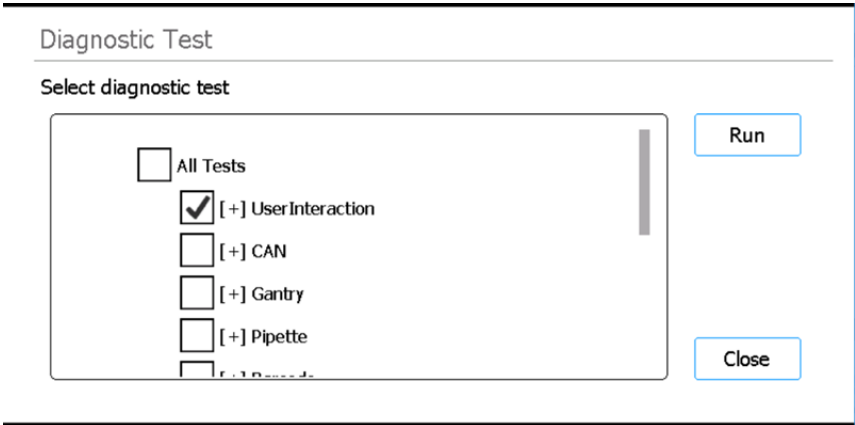 Diagnostic Test
Select diagnostic test
Run
All Tests
[+] UserInteraction
[+] CAN
[+] Gantry
[+] Pipette
Close